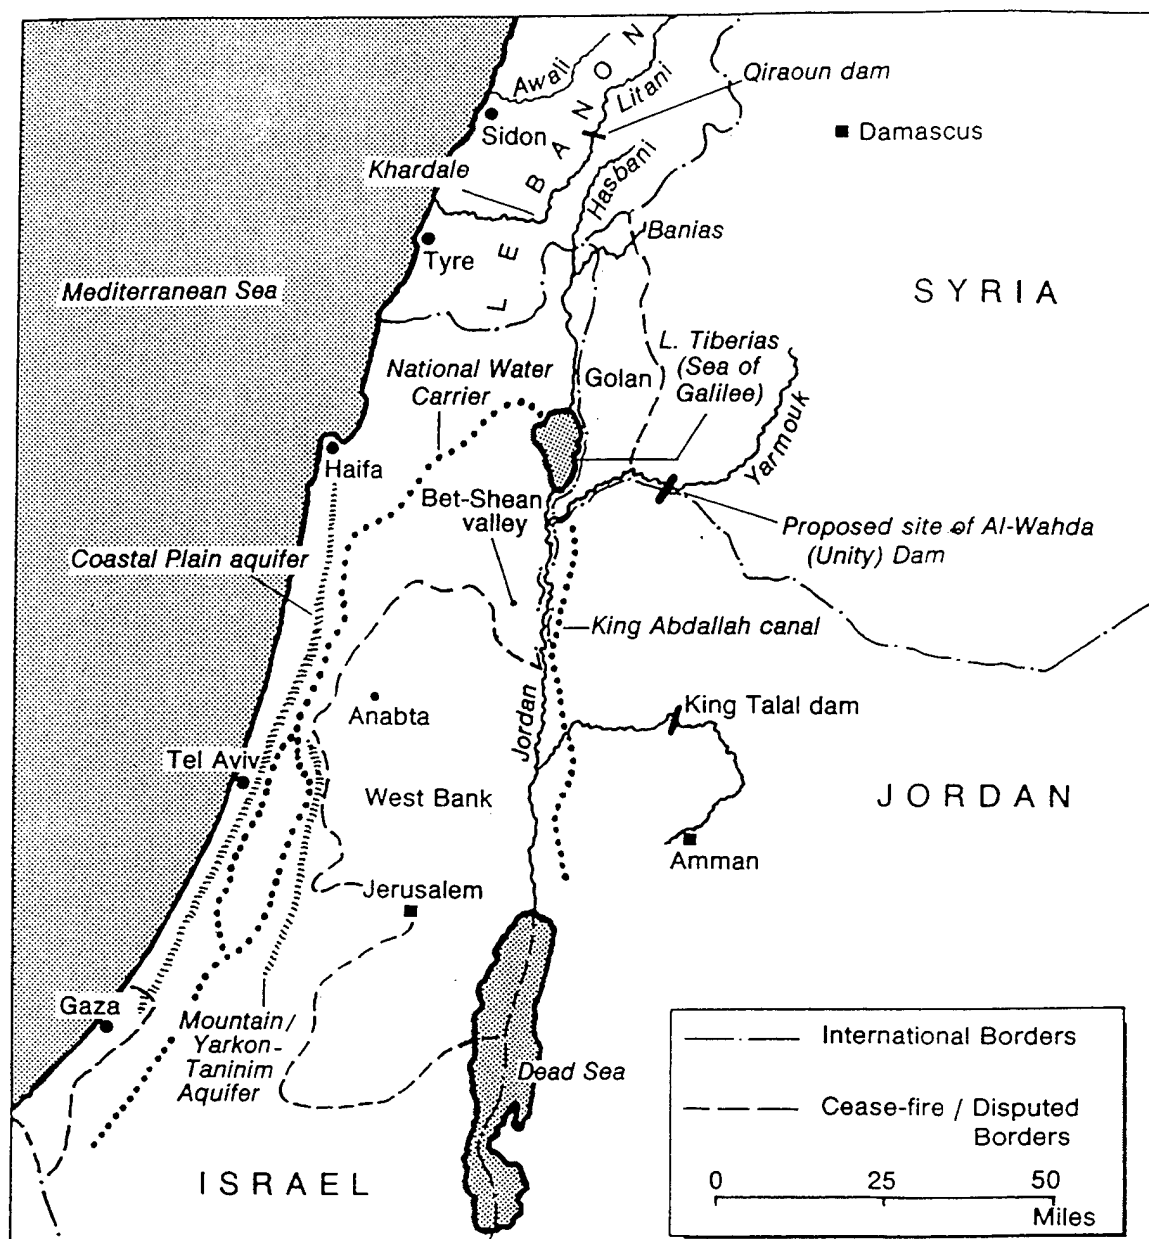 Awali
LEBANON
Litani
Qiraoun dam
Sidon
Damascus
Khardale
Hasbani
Banias
Tyre
Mediterranean Sea
SYRIA
L. Tiberias
(Sea of
Galilee)
National Water
Carrier
Golan
Yarmouk
Haifa
Bet-Shean
valley
Proposed site of Al-Wahda
(Unity) Dam
Coastal Plain aquifer
King Abdallah canal
Jordan
Anabta
King Talal dam
Tel Aviv
West Bank
JORDAN
Amman
Jerusalem
Gaza
Mountain/
Yarkon-
Taninim
Aquifer
Dead Sea
ISRAEL
International Borders
Cease-fire / Disputed
Borders
0 25 50
Miles